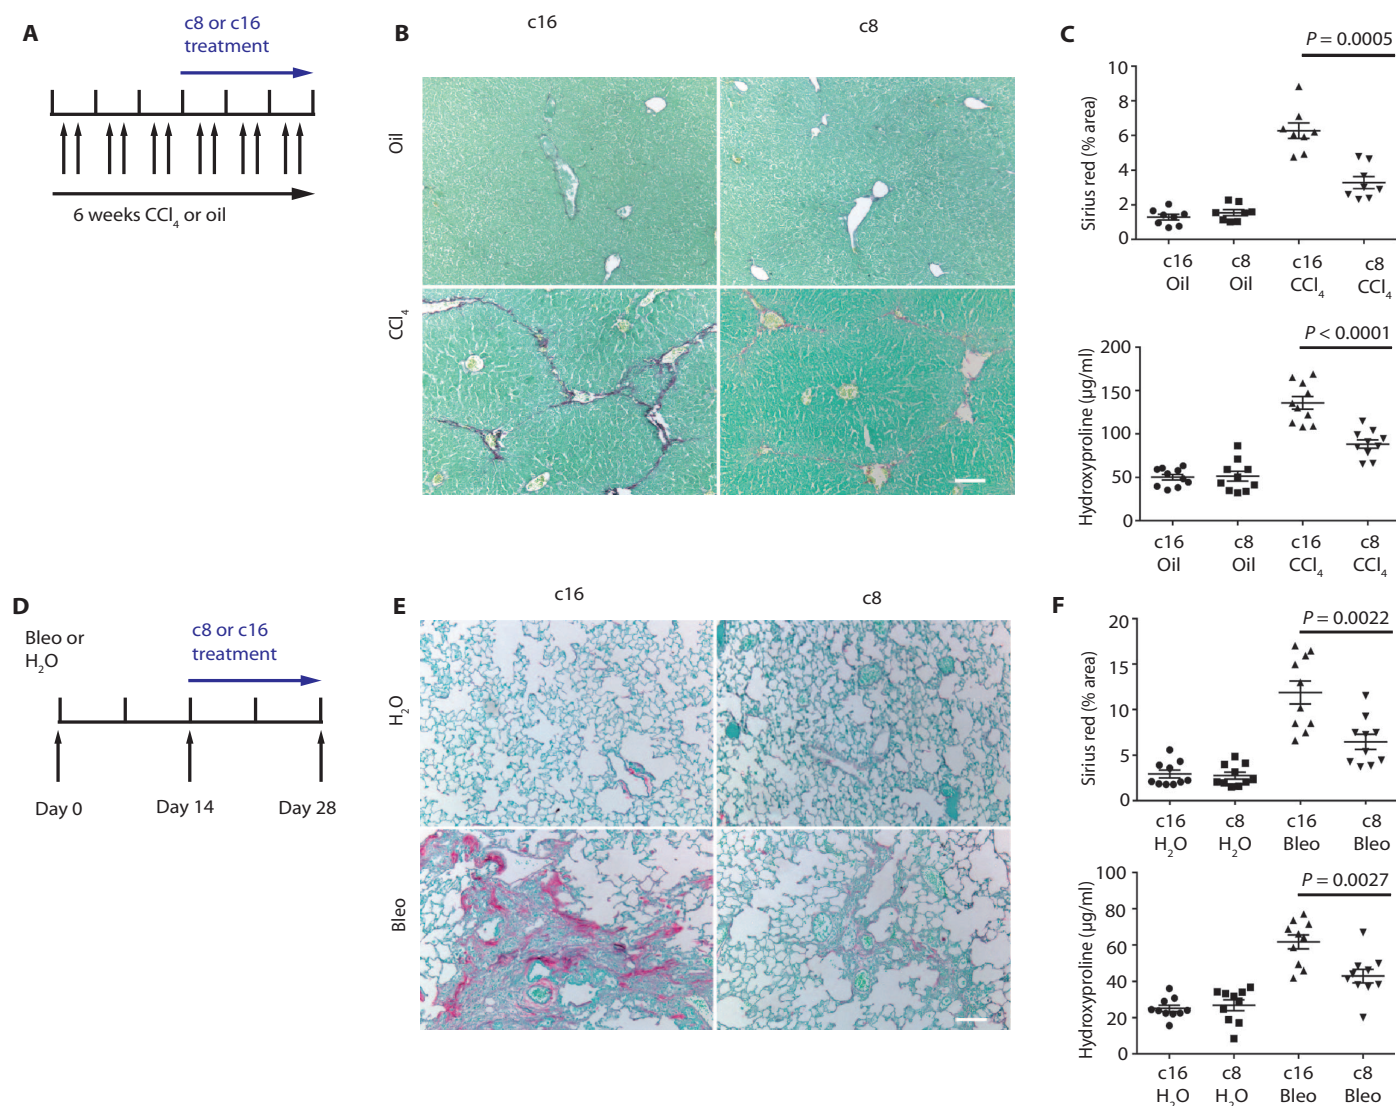 A
c8 or c16
treatment
6 weeks CCl₄ or oil
B
c16
c8
Oil
CCl₄
C
P = 0.0005
Sirius red (% area)
10
8
6
4
2
0
c16 c8 c16 c8
Oil Oil CCl₄ CCl₄
P < 0.0001
Hydroxyproline (µg/ml)
200
150
100
50
0
c16 c8 c16 c8
Oil Oil CCl₄ CCl₄
D
Bleo or
H₂O
c8 or c16
treatment
Day 0 Day 14 Day 28
E
c16
c8
H₂O
Bleo
F
P = 0.0022
Sirius red (% area)
20
15
10
5
0
c16 c8 c16 c8
H₂O H₂O Bleo Bleo
P = 0.0027
Hydroxyproline (µg/ml)
100
80
60
40
20
0
c16 c8 c16 c8
H₂O H₂O Bleo Bleo